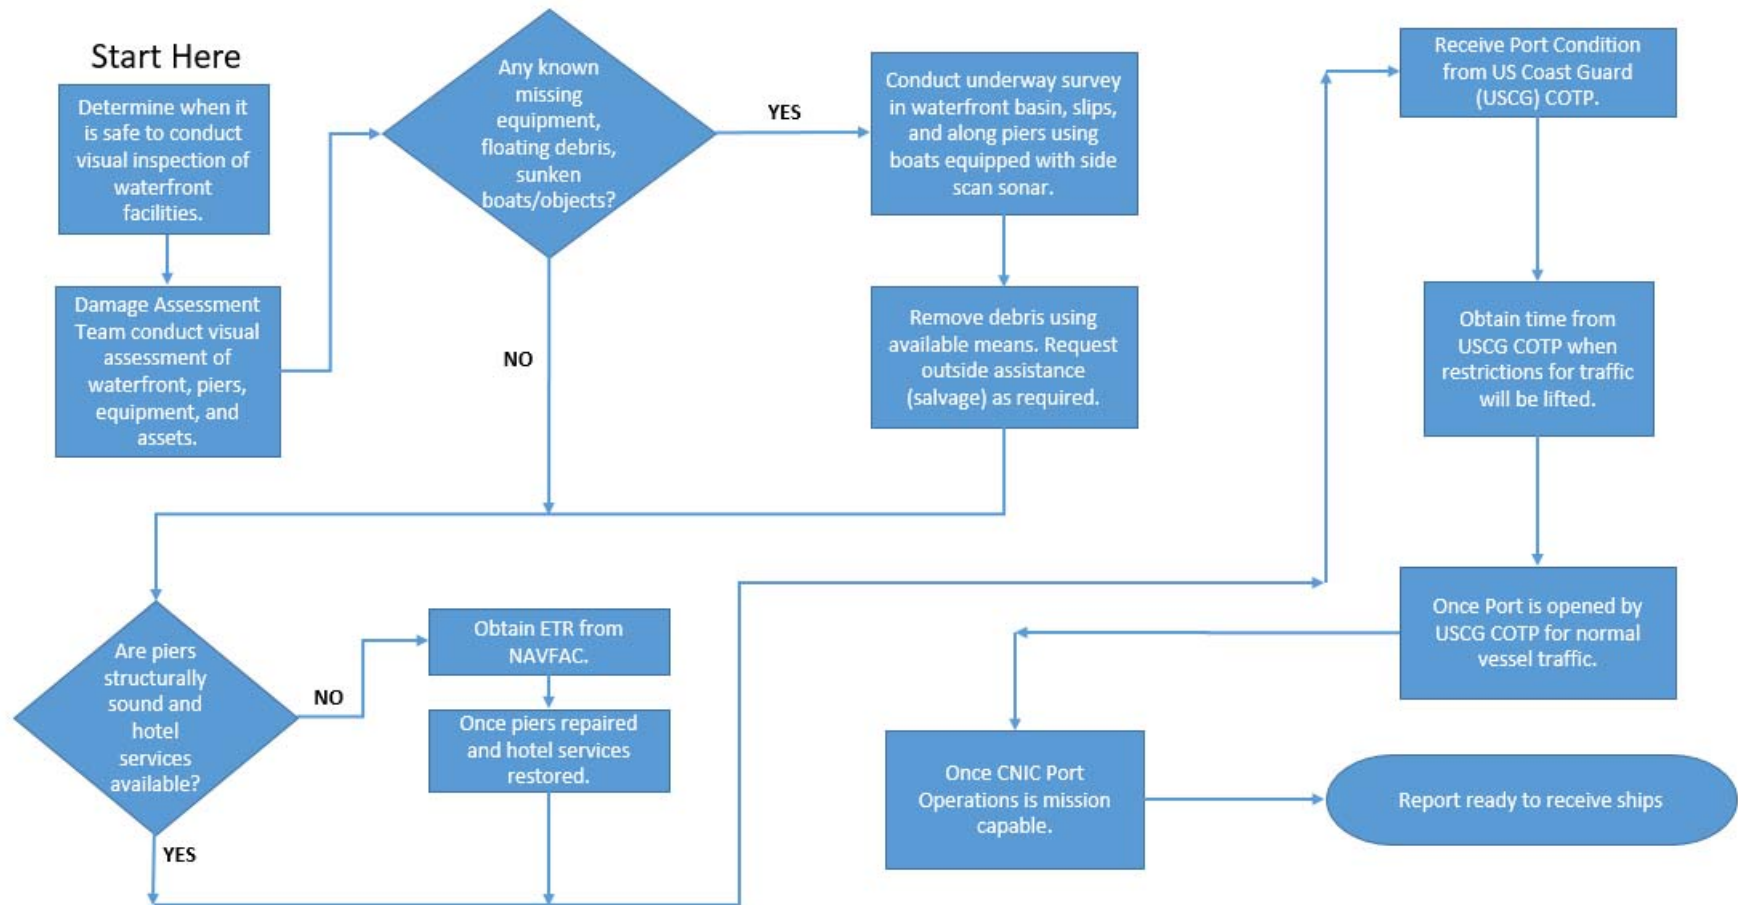 Start Here
Determine when it
is safe to conduct
visual inspection of
waterfront
facilities.
Damage Assessment
Team conduct visual
assessment of
waterfront, piers,
equipment, and
assets.
Any known
missing
equipment,
floating debris,
sunken
boats/objects?
YES
NO
Conduct underway survey
in waterfront basin, slips,
and along piers using
boats equipped with side
scan sonar.
Remove debris using
available means. Request
outside assistance
(salvage) as required.
Are piers
structurally
sound and
hotel
services
available?
NO
YES
Obtain ETR from
NAVFAC.
Once piers repaired
and hotel services
restored.
Receive Port Condition
from US Coast Guard
(USCG) COTP.
Obtain time from
USCG COTP when
restrictions for traffic
will be lifted.
Once Port is opened by
USCG COTP for normal
vessel traffic.
Once CNIC Port
Operations is mission
capable.
Report ready to receive ships